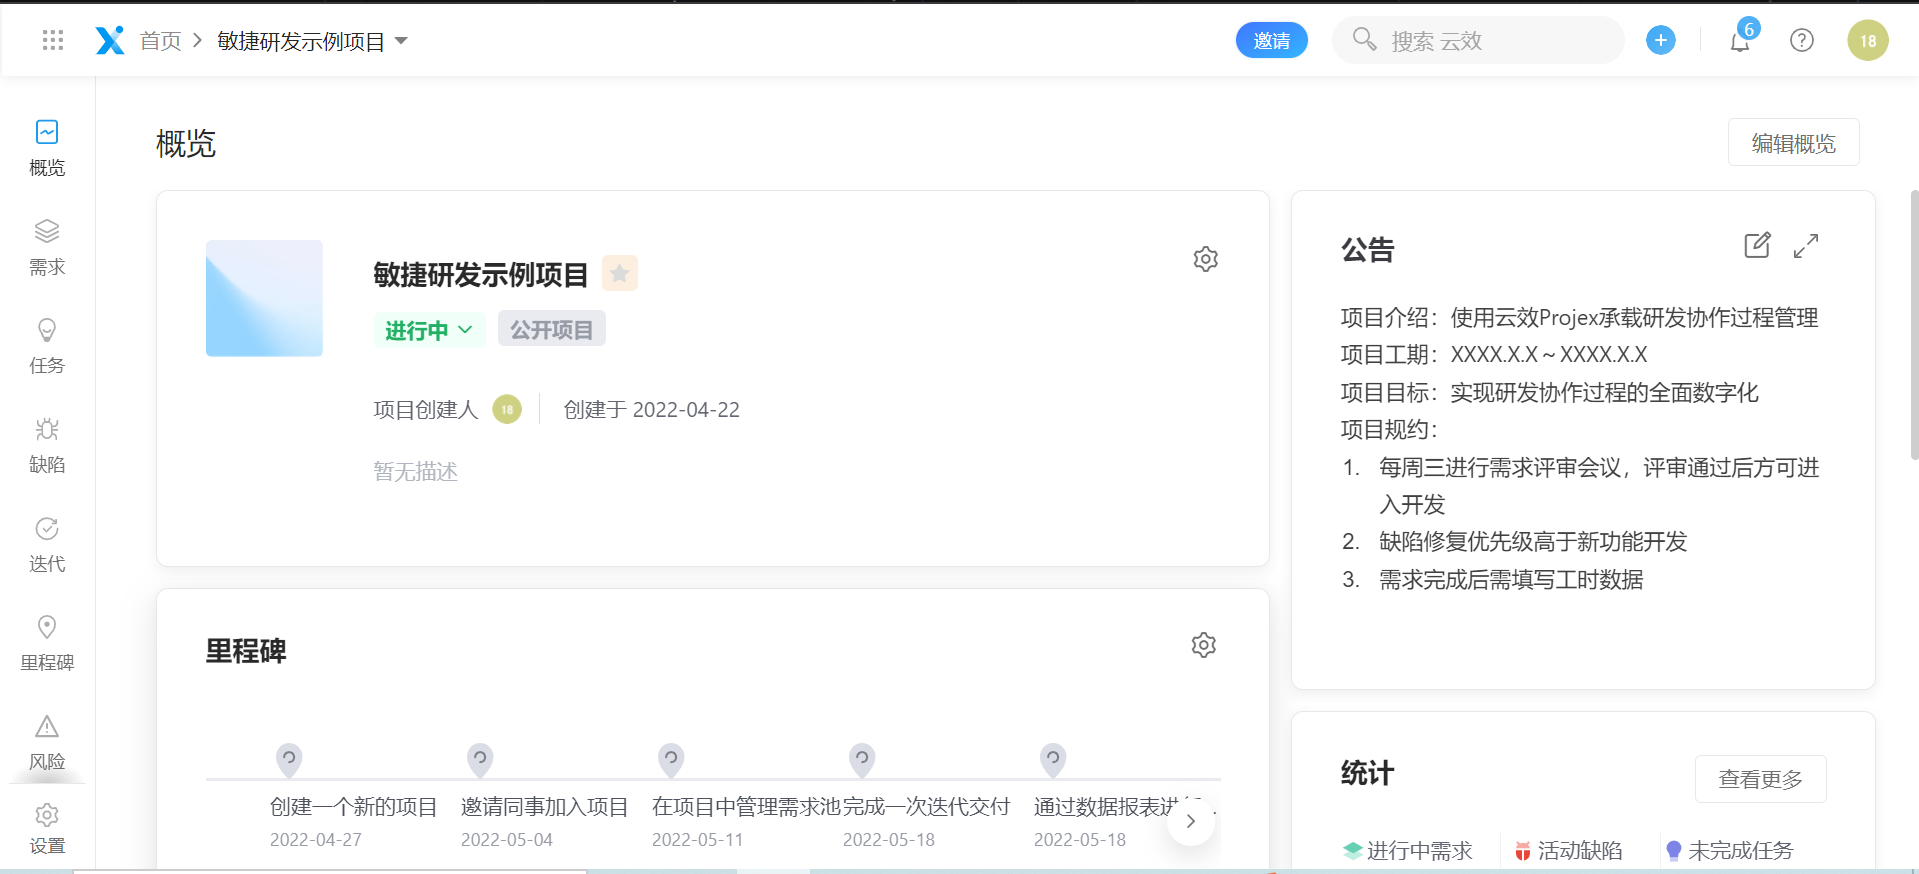 首页 > 敏捷研发示例项目
邀请
搜索 云效
6
18
概览
需求
任务
缺陷
迭代
里程碑
风险
设置
概览
编辑概览
敏捷研发示例项目
进行中
公开项目
项目创建人 18 创建于 2022-04-22
暂无描述
公告
项目介绍：使用云效Projex承载研发协作过程管理
项目工期：XXXX.X.X ~ XXXX.X.X
项目目标：实现研发协作过程的全面数字化
项目规约：
1. 每周三进行需求评审会议，评审通过后方可进
入开发
2. 缺陷修复优先级高于新功能开发
3. 需求完成后需填写工时数据
里程碑
创建一个新的项目
2022-04-27
邀请同事加入项目
2022-05-04
在项目中管理需求池
2022-05-11
完成一次迭代交付
2022-05-18
通过数据报表进
2022-05-18
统计
查看更多
进行中需求
活动缺陷
未完成任务